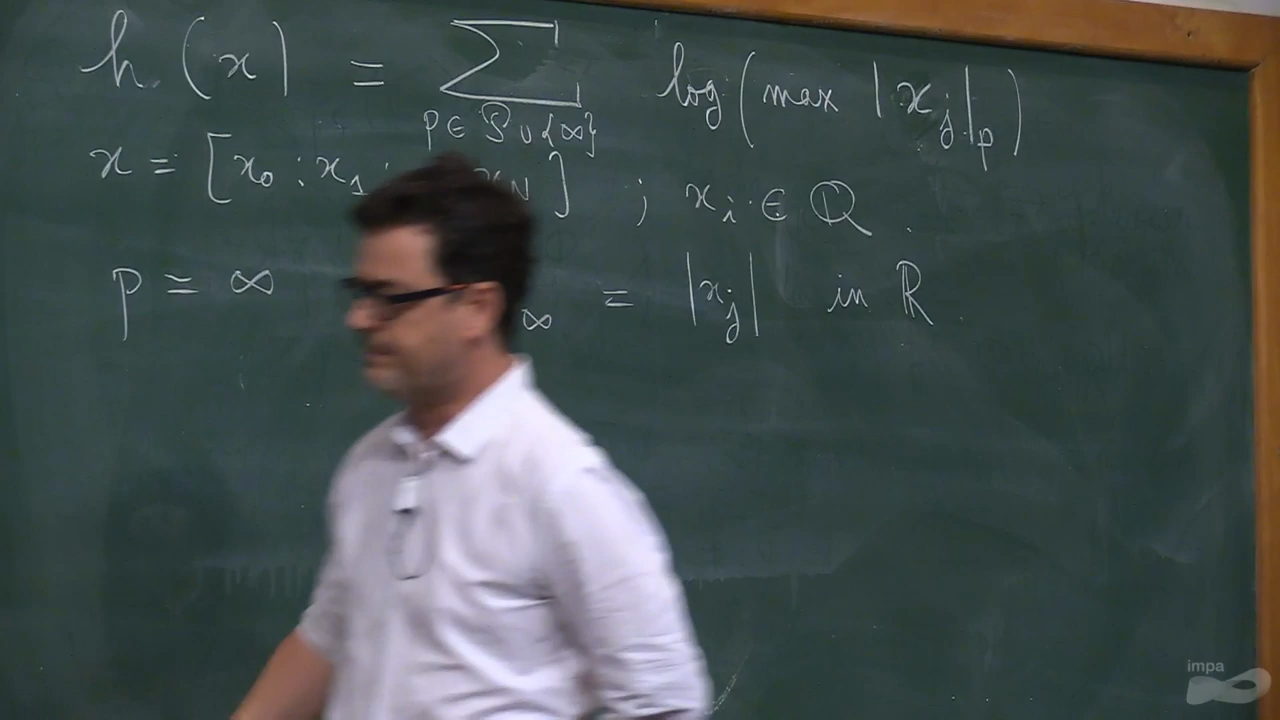 h(x) = ∑ log(max |x_j|_p)
p ∈ 𝒫 ∪ {∞}
x = [x_0 : x_1 : x_N] ; x_i ∈ ℚ.
p = ∞ ∞ = |x_j| in ℝ
impa